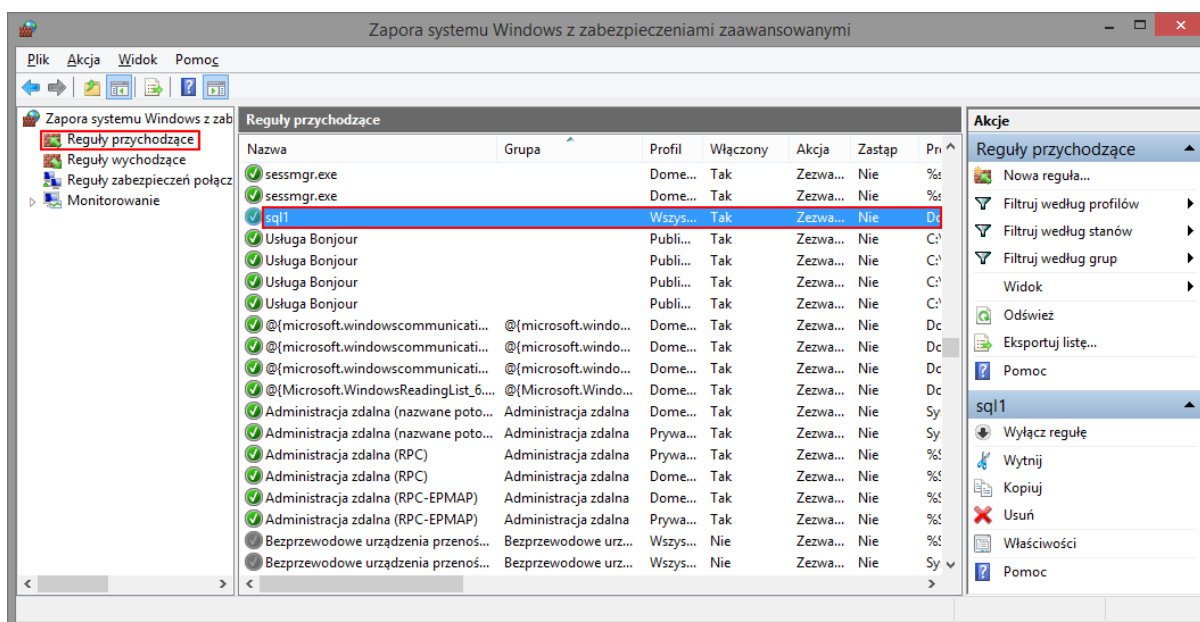 Zapora systemu Windows z zabezpieczeniami zaawansowanymi
Plik Akcja Widok Pomoc
Zapora systemu Windows z zab
Reguły przychodzące
Reguły wychodzące
Reguły zabezpieczeń połącz
Monitorowanie
Reguły przychodzące
Nazwa Grupa Profil Włączony Akcja Zastąp Pr
sessmgr.exe Dome... Tak Zezwa... Nie %s
sessmgr.exe Dome... Tak Zezwa... Nie %s
sql1 Wszys... Tak Zezwa... Nie Do
Usługa Bonjour Publi... Tak Zezwa... Nie C:\
Usługa Bonjour Publi... Tak Zezwa... Nie C:\
Usługa Bonjour Publi... Tak Zezwa... Nie C:\
Usługa Bonjour Publi... Tak Zezwa... Nie C:\
@{microsoft.windowscommunicati... @{microsoft.windo... Dome... Tak Zezwa... Nie Do
@{microsoft.windowscommunicati... @{microsoft.windo... Dome... Tak Zezwa... Nie Do
@{microsoft.windowscommunicati... @{microsoft.windo... Dome... Tak Zezwa... Nie Do
@{Microsoft.WindowsReadingList_6.... @{Microsoft.Windo... Dome... Tak Zezwa... Nie Do
Administracja zdalna (nazwane poto... Administracja zdalna Dome... Tak Zezwa... Nie Sy
Administracja zdalna (nazwane poto... Administracja zdalna Prywa... Tak Zezwa... Nie Sy
Administracja zdalna (RPC) Administracja zdalna Prywa... Tak Zezwa... Nie %S
Administracja zdalna (RPC) Administracja zdalna Dome... Tak Zezwa... Nie %S
Administracja zdalna (RPC-EPMAP) Administracja zdalna Dome... Tak Zezwa... Nie %S
Administracja zdalna (RPC-EPMAP) Administracja zdalna Prywa... Tak Zezwa... Nie %S
Bezprzewodowe urządzenia przenoś... Bezprzewodowe urz... Wszys... Nie Zezwa... Nie %S
Bezprzewodowe urządzenia przenoś... Bezprzewodowe urz... Wszys... Nie Zezwa... Nie Sy
Akcje
Reguły przychodzące
Nowa reguła...
Filtruj według profilów
Filtruj według stanów
Filtruj według grup
Widok
Odśwież
Eksportuj listę...
Pomoc
sql1
Wyłącz regułę
Wytnij
Kopiuj
Usuń
Właściwości
Pomoc